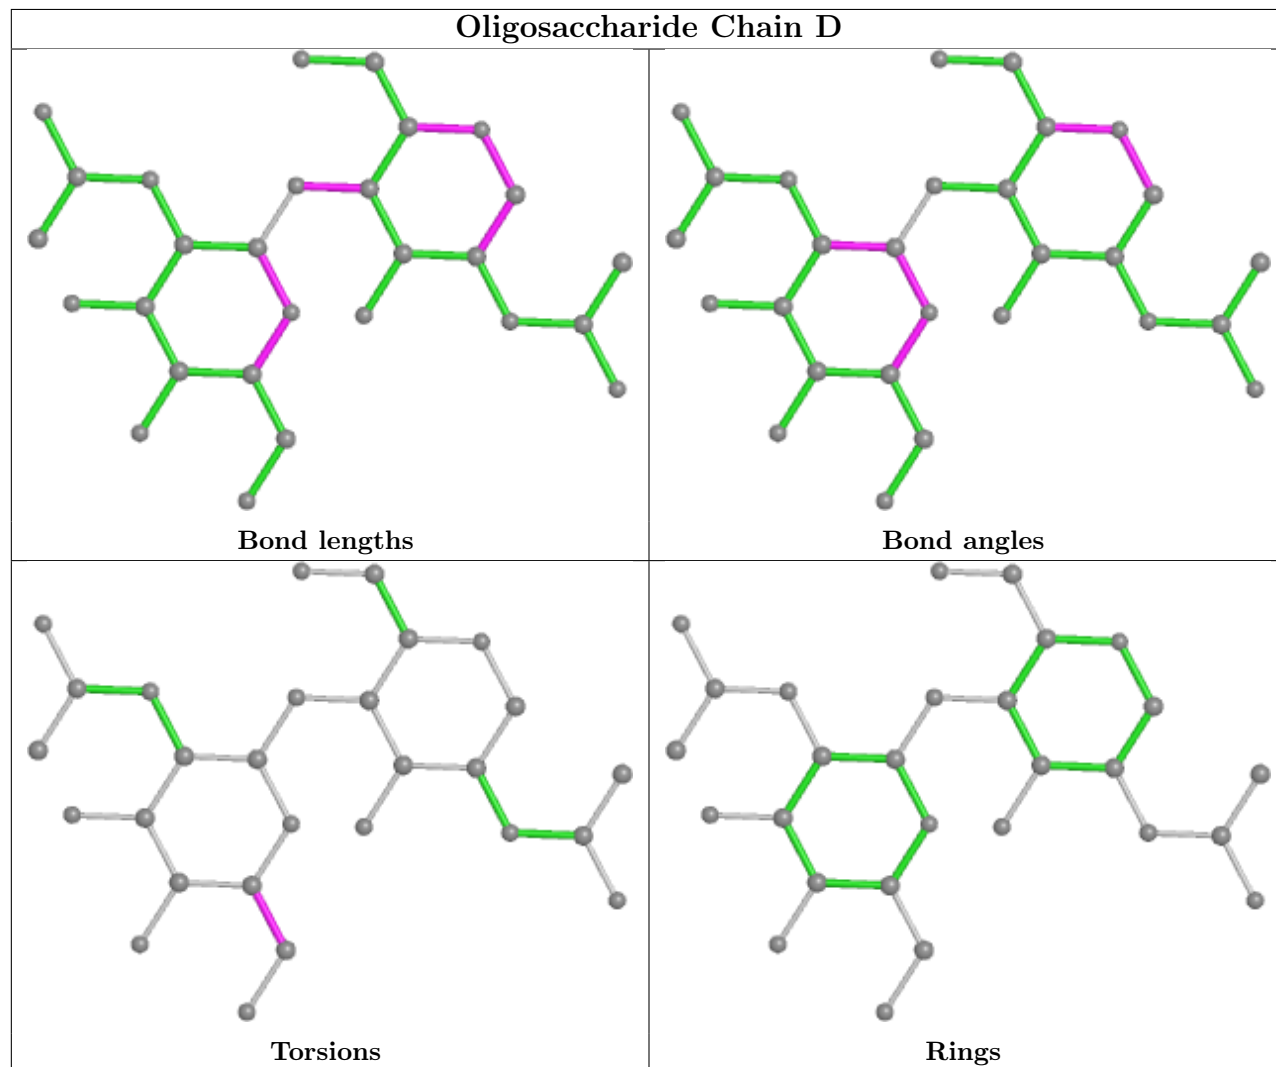 Oligosaccharide Chain D
Bond lengths
Bond angles
Torsions
Rings